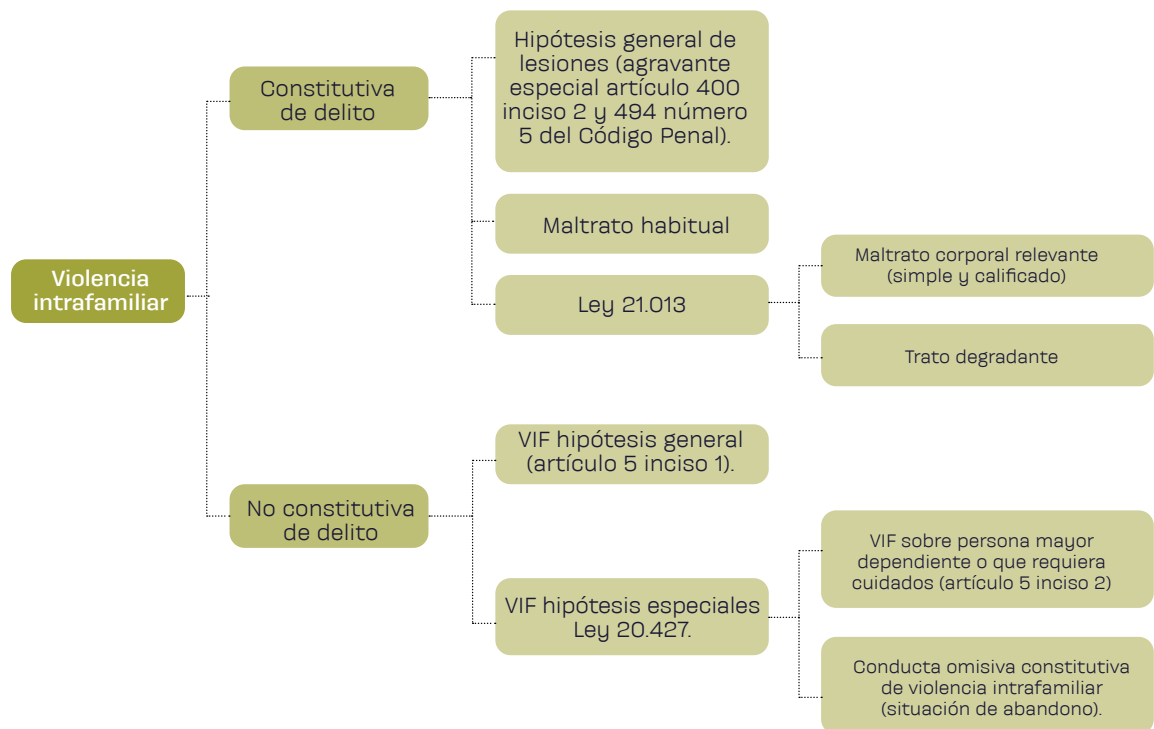 Violencia
intrafamiliar
Constitutiva
de delito
Hipótesis general de
lesiones (agravante
especial artículo 400
inciso 2 y 494 número
5 del Código Penal).
Maltrato habitual
Ley 21.013
Maltrato corporal relevante
(simple y calificado)
Trato degradante
No constitutiva
de delito
VIF hipótesis general
(artículo 5 inciso 1).
VIF hipótesis especiales
Ley 20.427.
VIF sobre persona mayor
dependiente o que requiera
cuidados (artículo 5 inciso 2)
Conducta omisiva constitutiva
de violencia intrafamiliar
(situación de abandono).